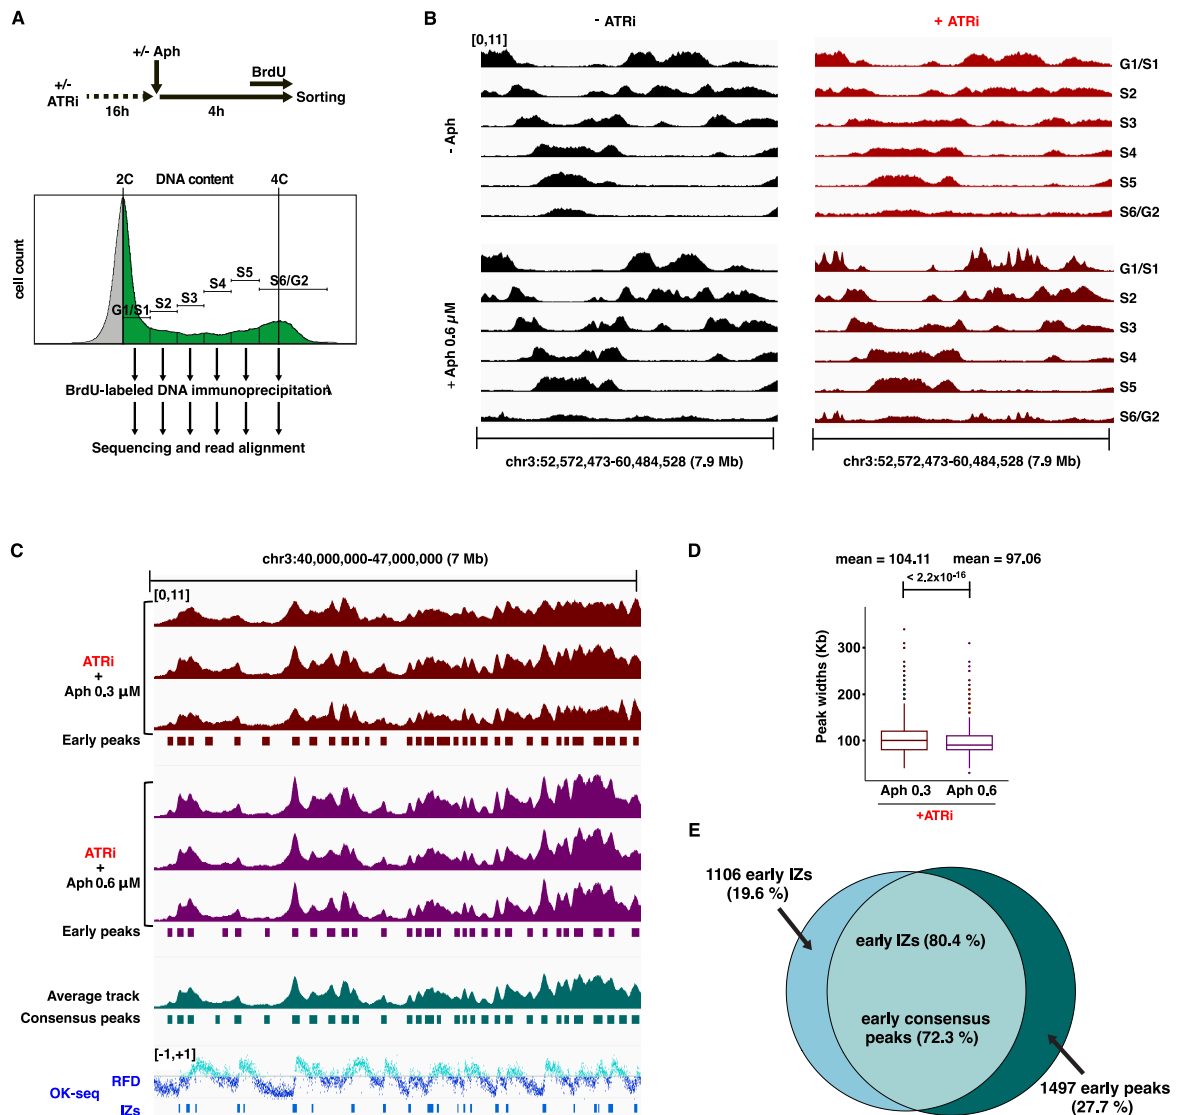 A
+/- Aph
BrdU
+/-
ATRi
16h
4h
Sorting
2C
DNA content
4C
cell count
G1/S1
S2
S3
S4
S5
S6/G2
BrdU-labeled DNA immunoprecipitation
Sequencing and read alignment
B
- ATRi
+ ATRi
[0,11]
- Aph
G1/S1
S2
S3
S4
S5
S6/G2
+ Aph 0.6 µM
G1/S1
S2
S3
S4
S5
S6/G2
chr3:52,572,473-60,484,528 (7.9 Mb)
chr3:52,572,473-60,484,528 (7.9 Mb)
C
chr3:40,000,000-47,000,000 (7 Mb)
[0,11]
ATRi
+
Aph 0.3 µM
Early peaks
ATRi
+
Aph 0.6 µM
Early peaks
Average track
Consensus peaks
[-1,+1]
OK-seq
RFD
IZs
D
mean = 104.11
mean = 97.06
< 2.2x10-16
Peak widths (Kb)
300
200
100
Aph 0.3
Aph 0.6
+ATRi
E
1106 early IZs
(19.6 %)
early IZs (80.4 %)
early consensus
peaks (72.3 %)
1497 early peaks
(27.7 %)